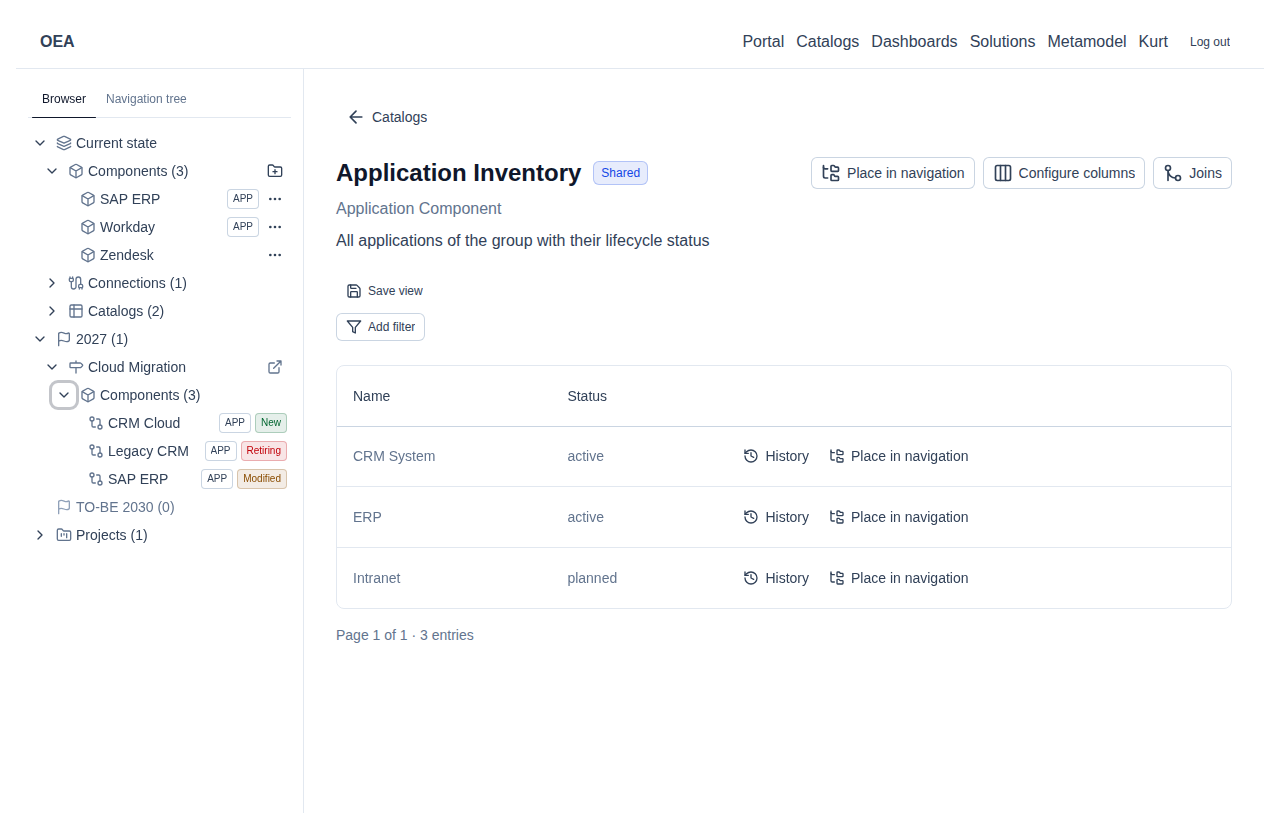 OEA
Portal Catalogs Dashboards Solutions Metamodel Kurt Log out
Browser Navigation tree
Current state
Components (3)
SAP ERP APP
Workday APP
Zendesk
Connections (1)
Catalogs (2)
2027 (1)
Cloud Migration
Components (3)
CRM Cloud APP New
Legacy CRM APP Retiring
SAP ERP APP Modified
TO-BE 2030 (0)
Projects (1)
Catalogs
Application Inventory Shared
Place in navigation Configure columns Joins
Application Component
All applications of the group with their lifecycle status
Save view
Add filter
Name Status
CRM System active History Place in navigation
ERP active History Place in navigation
Intranet planned History Place in navigation
Page 1 of 1 · 3 entries